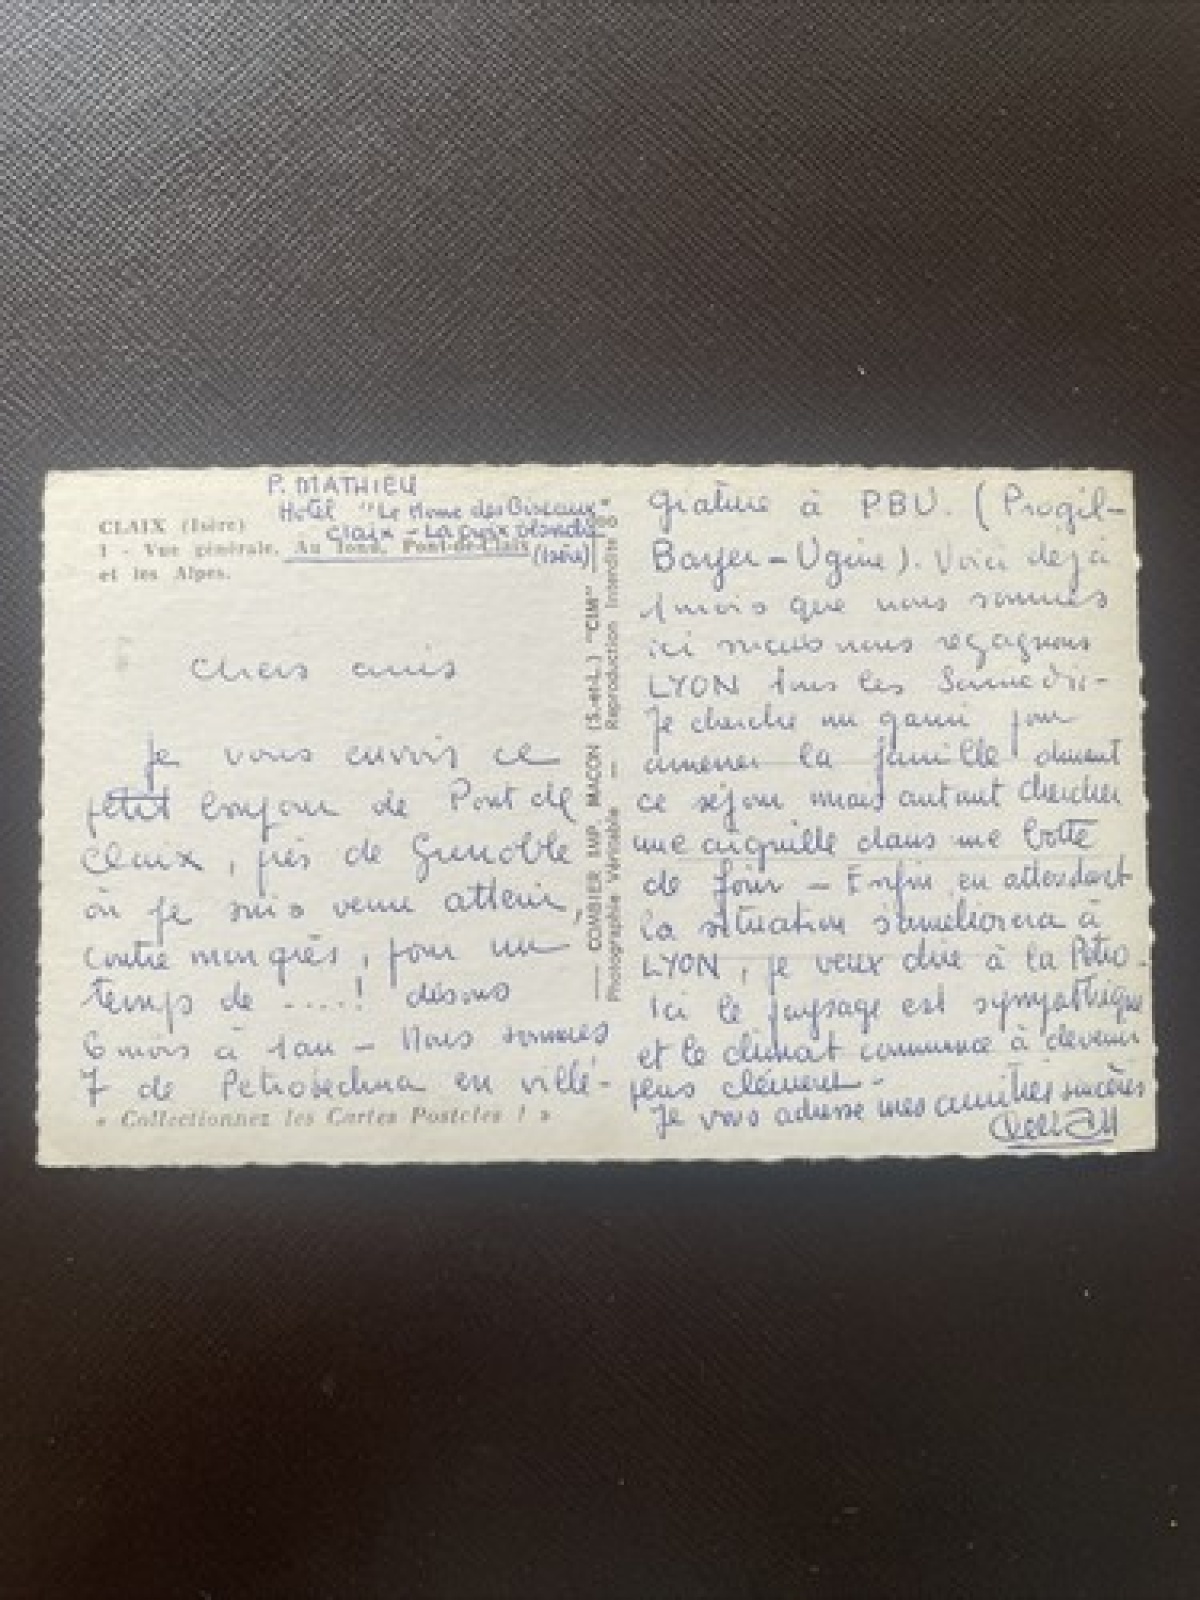 P. MATHIEU
Hotel "Le Home des Oiseaux"
Claix - La Croix blanche
(Isère)
CLAIX (Isère)
1 - Vue générale. Au fond, Pont-de-Claix
et les Alpes.
Chers amis
Je vous envois ce
petit bonjour de Pont de
Claix, près de Grenoble
où je suis venu atterir,
contre mon grès, pour un
temps de ....! disons
6 mois à 1 an - Nous sommes
7 de Petrotechna en villé-
« Collectionnez les Cartes Postales ! »
COMBIER IMP. MACON (S.-et-L.) "CIM"
Photographie Véritable — Reproduction Interdite
giature à PBU. (Progil-
Bayer - Ugine). Voici déjà
1 mois que nous sommes
ici mais nous regagnons
LYON tous les Samedis -
Je cherche un garni pour
amener la famille durant
ce séjour mais autant chercher
une aiguille dans une botte
de foin - Enfin en attendant
la situation s'améliorera à
LYON, je veux dire à la Pétro.
Ici le paysage est sympathique
et le climat commence à devenir
plus clément -
Je vous adresse mes amitiés sincères